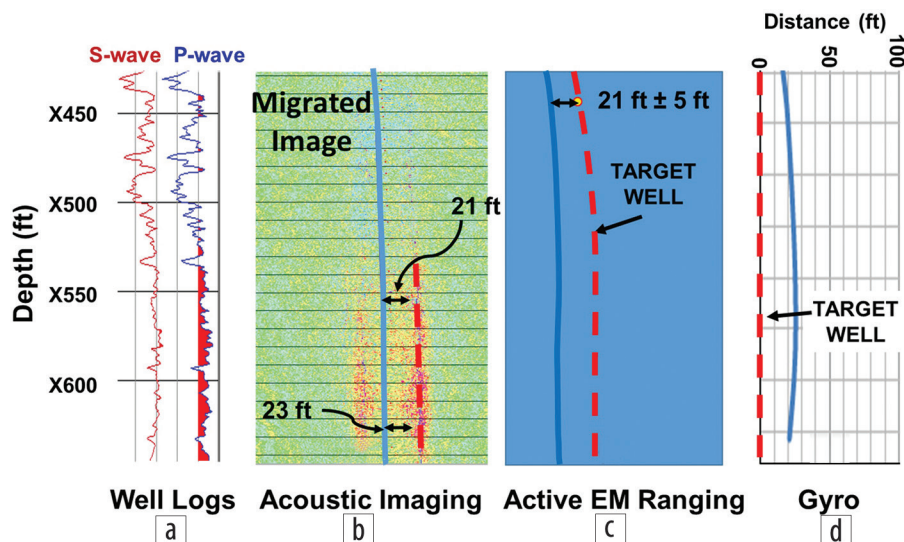 Distance (ft)
0 50 100
S-wave P-wave
X450
X500
X550
X600
Depth (ft)
Migrated
Image
21 ft
23 ft
21 ft ± 5 ft
TARGET
WELL
TARGET
WELL
Well Logs Acoustic Imaging Active EM Ranging Gyro
a b c d